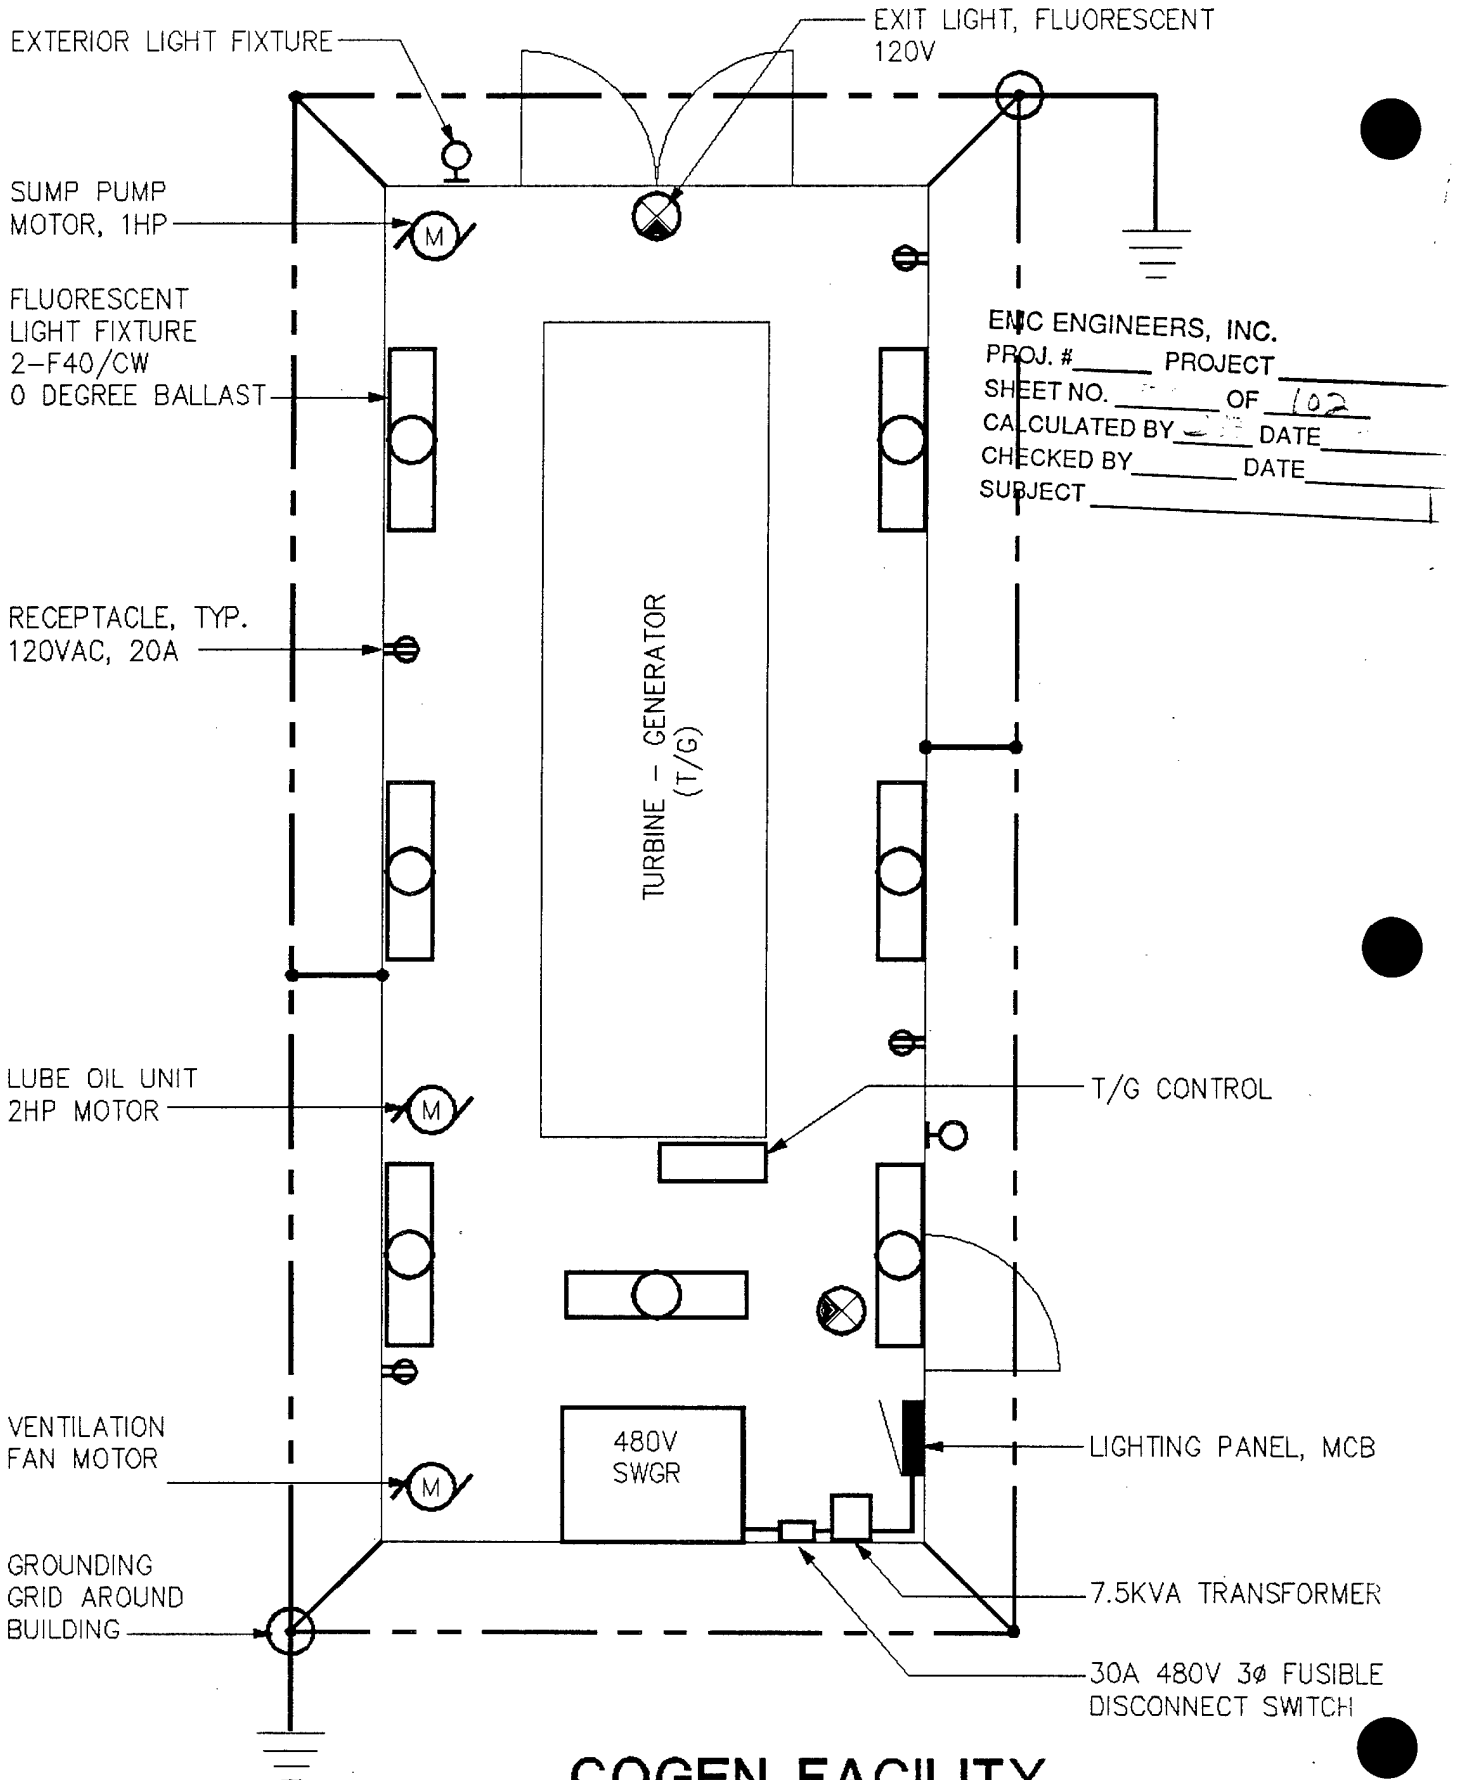 EXTERIOR LIGHT FIXTURE
EXIT LIGHT, FLUORESCENT
120V
SUMP PUMP
MOTOR, 1HP
M
FLUORESCENT
LIGHT FIXTURE
2-F40/CW
0 DEGREE BALLAST
EMC ENGINEERS, INC.
PROJ. # PROJECT
SHEET NO. OF 102
CALCULATED BY DATE
CHECKED BY DATE
SUBJECT
RECEPTACLE, TYP.
120VAC, 20A
TURBINE - GENERATOR
(T/G)
LUBE OIL UNIT
2HP MOTOR
M
T/G CONTROL
VENTILATION
FAN MOTOR
M
480V
SWGR
LIGHTING PANEL, MCB
GROUNDING
GRID AROUND
BUILDING
7.5KVA TRANSFORMER
30A 480V 3Ø FUSIBLE
DISCONNECT SWITCH
COGEN FACILITY